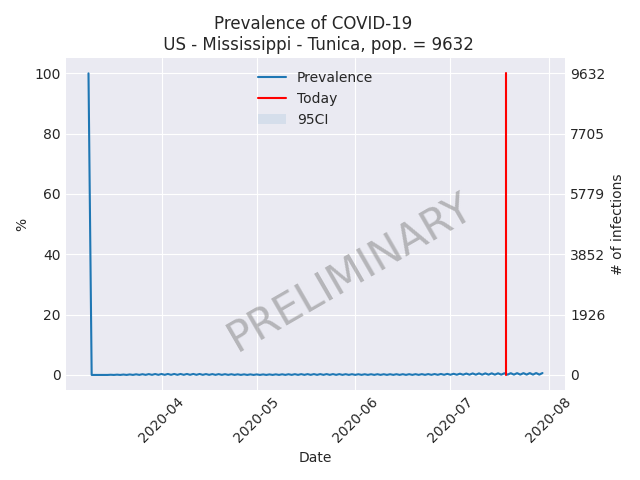 Prevalence of COVID-19
US - Mississippi - Tunica, pop. = 9632
Prevalence
Today
95CI
100
80
60
40
20
0
%
9632
7705
5779
3852
1926
0
# of infections
PRELIMINARY
2020-04
2020-05
2020-06
2020-07
2020-08
Date